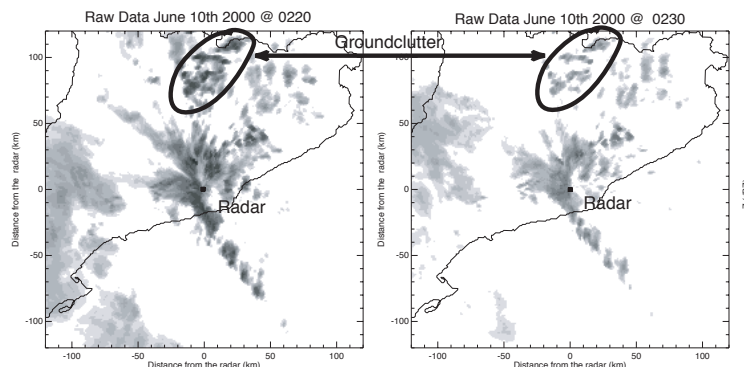 Raw Data June 10th 2000 @ 0220
Raw Data June 10th 2000 @ 0230
Groundclutter
Distance from the radar (km)
100
50
0
-50
-100
Radar
-100
-50
0
50
100
Distance from the radar (km)
Distance from the radar (km)
100
50
0
-50
-100
Radar
-100
-50
0
50
100
Distance from the radar (km)